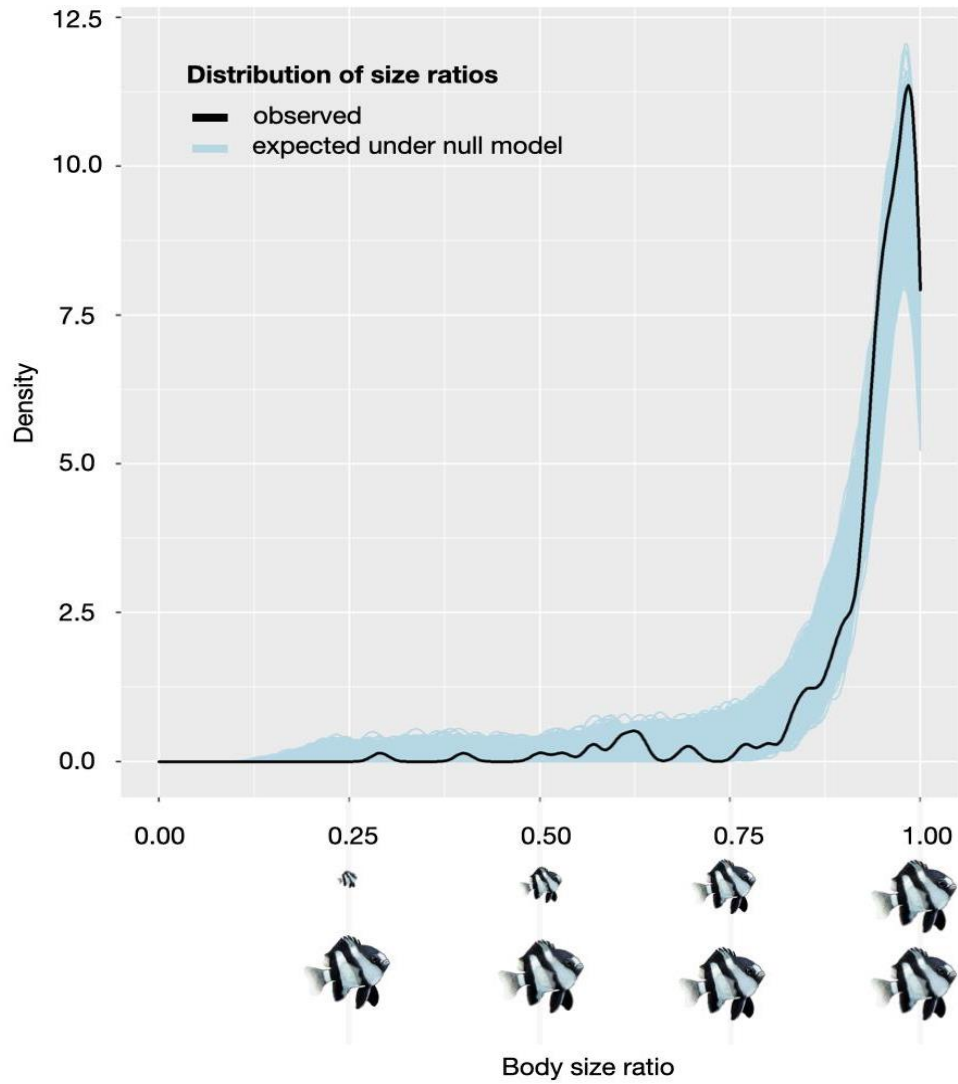 12.5
Distribution of size ratios
observed
expected under null model
10.0
7.5
Density
5.0
2.5
0.0
0.00 0.25 0.50 0.75 1.00
Body size ratio